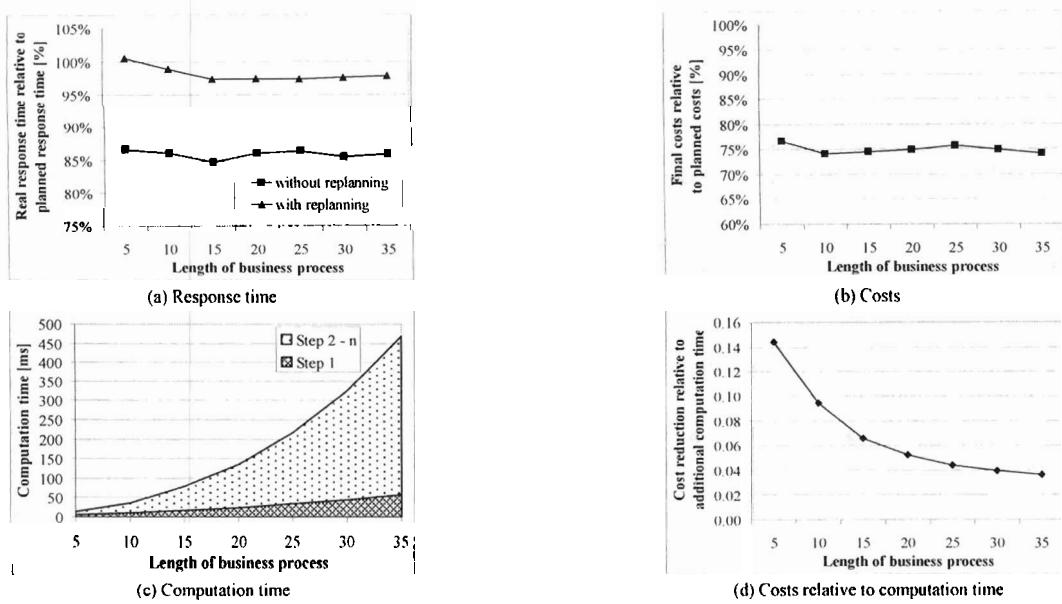 Real response time relative to
planned response time [%]
105%
100%
95%
90%
85%
80%
75%
without replanning
with replanning
5 10 15 20 25 30 35
Length of business process
(a) Response time
Final costs relative
to planned costs [%]
100%
95%
90%
85%
80%
75%
70%
65%
60%
5 10 15 20 25 30 35
Length of business process
(b) Costs
Computation time [ms]
500
450
400
350
300
250
200
150
100
50
0
Step 2 - n
Step 1
5 10 15 20 25 30 35
Length of business process
(c) Computation time
Cost reduction relative to
additional computation time
0.16
0.14
0.12
0.10
0.08
0.06
0.04
0.02
0.00
5 10 15 20 25 30 35
Length of business process
(d) Costs relative to computation time